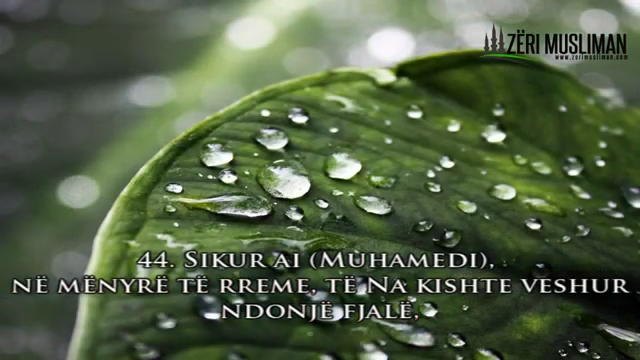 ZËRI MUSLIMAN
www.zerimusliman.com
44. Sikur ai (Muhamedi),
në mënyrë të rreme, të Na kishte veshur
ndonjë fjalë,